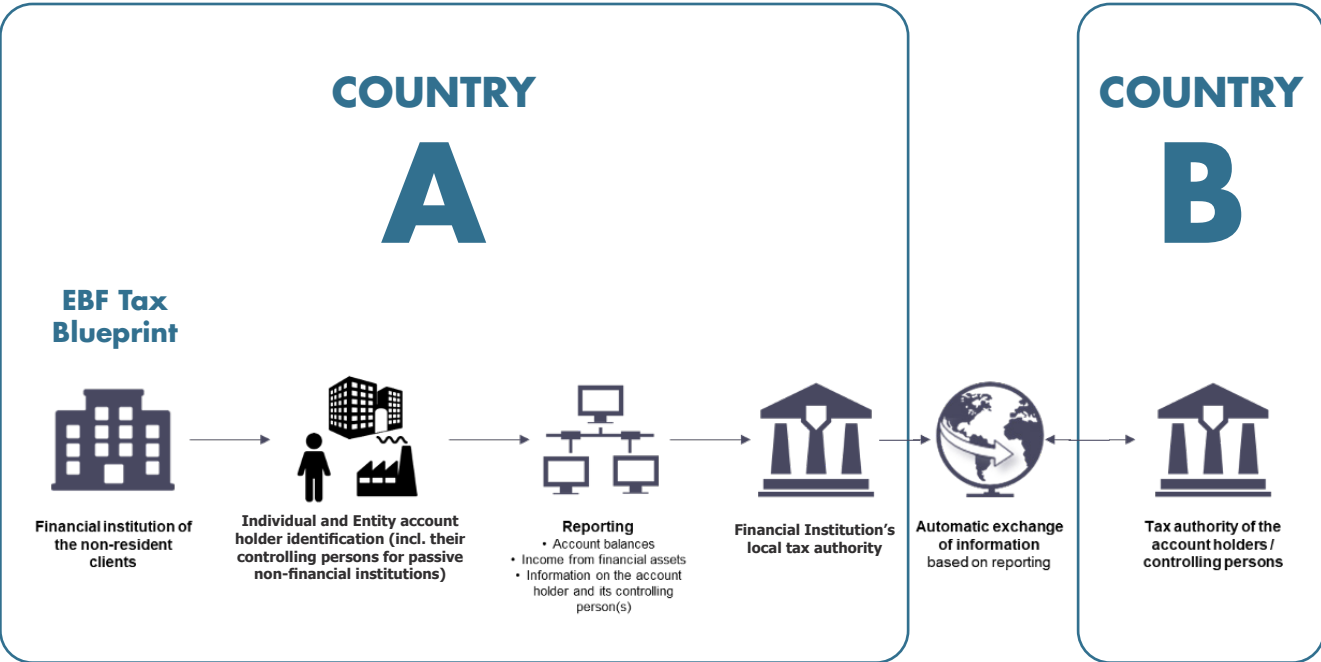 COUNTRY
A
COUNTRY
B
EBF Tax
Blueprint
Financial institution of
the non-resident
clients
Individual and Entity account
holder identification (incl. their
controlling persons for passive
non-financial institutions)
Reporting
• Account balances
• Income from financial assets
• Information on the account
holder and its controlling
person(s)
Financial Institution's
local tax authority
Automatic exchange
of information
based on reporting
Tax authority of the
account holders /
controlling persons